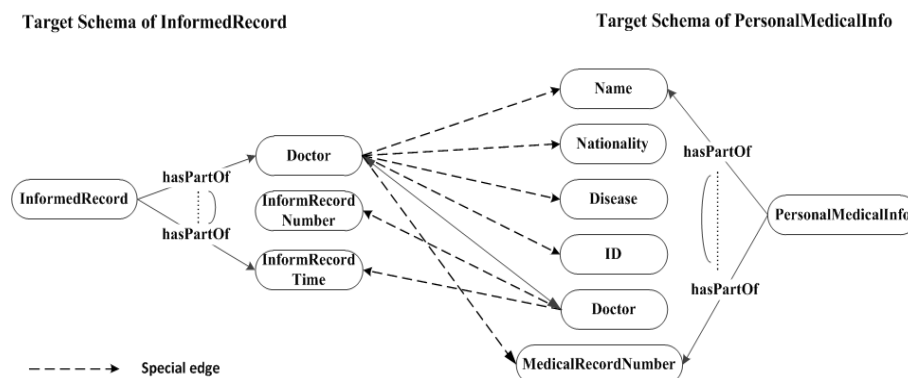 Target Schema of InformedRecord
Target Schema of PersonalMedicalInfo
Name
Doctor
Nationality
hasPartOf
hasPartOf
InformedRecord
InformRecord
Number
Disease
PersonalMedicalInfo
hasPartOf
InformRecord
Time
ID
hasPartOf
Doctor
MedicalRecordNumber
Special edge